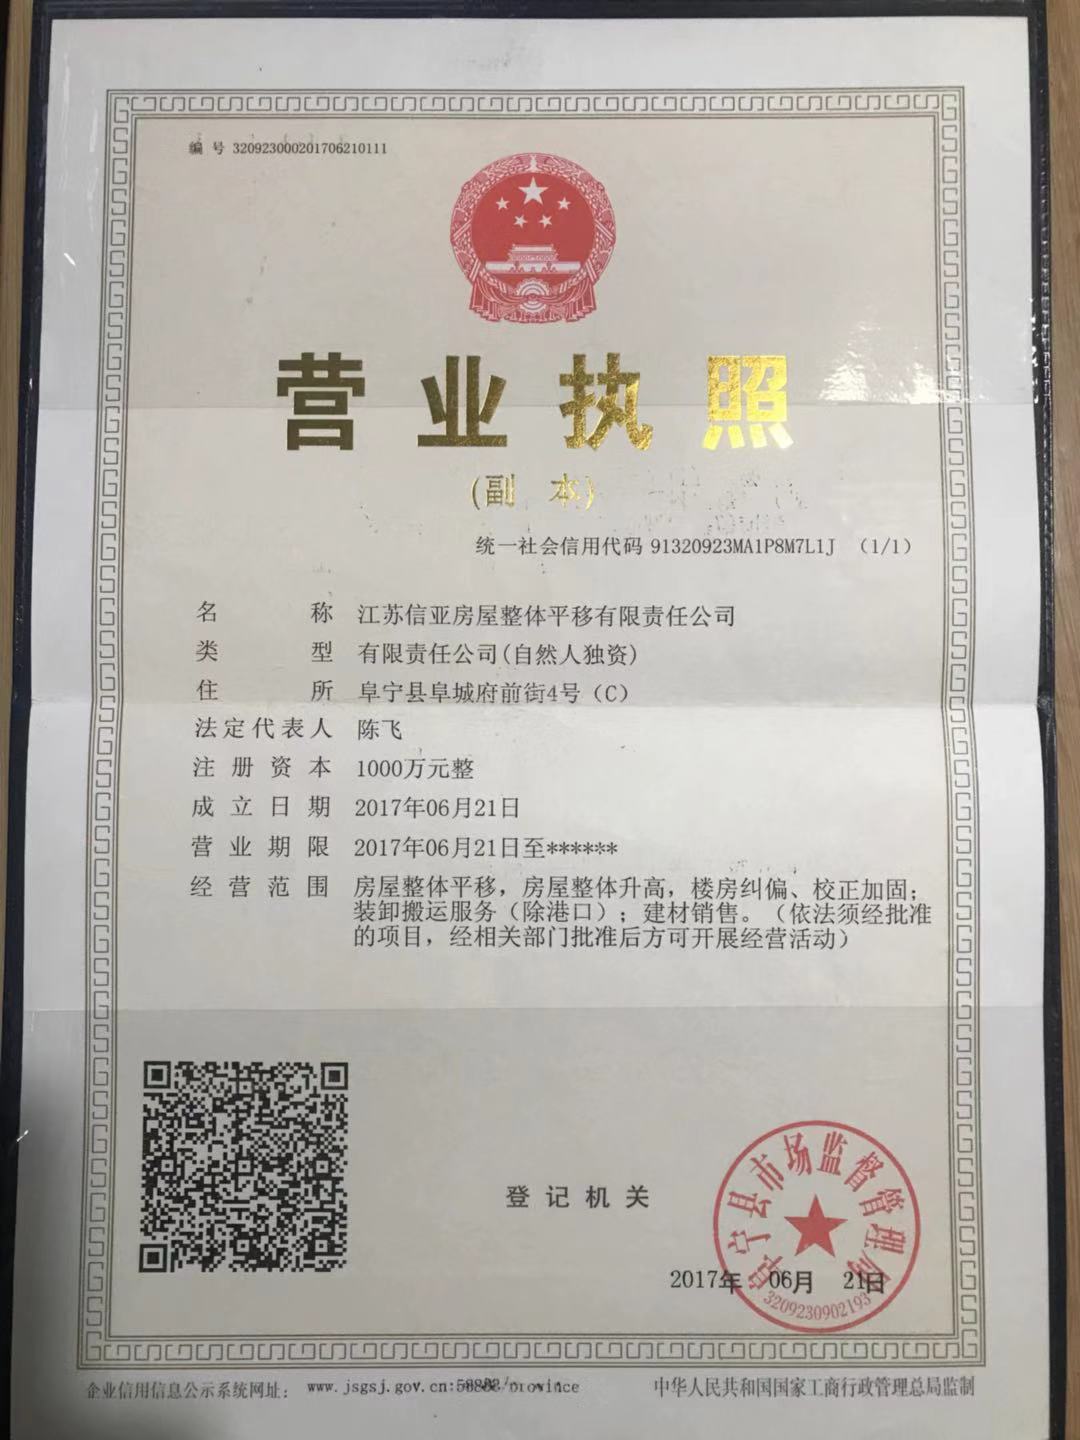 编 号 320923000201706210111
营业执照
(副 本)
统一社会信用代码 91320923MA1P8M7L1J （1/1）
名 称 江苏信亚房屋整体平移有限责任公司
类 型 有限责任公司(自然人独资)
住 所 阜宁县阜城府前街4号（C）
法定代表人 陈飞
注册资本 1000万元整
成立日期 2017年06月21日
营业期限 2017年06月21日至******
经营范围 房屋整体平移，房屋整体升高，楼房纠偏、校正加固；
装卸搬运服务（除港口）；建材销售。（依法须经批准
的项目，经相关部门批准后方可开展经营活动）
登记机关
阜宁县市场监督管理局
2017年 06月 21日
3209230902193
企业信用信息公示系统网址： www.jsgsj.gov.cn:58888/province
中华人民共和国国家工商行政管理总局监制